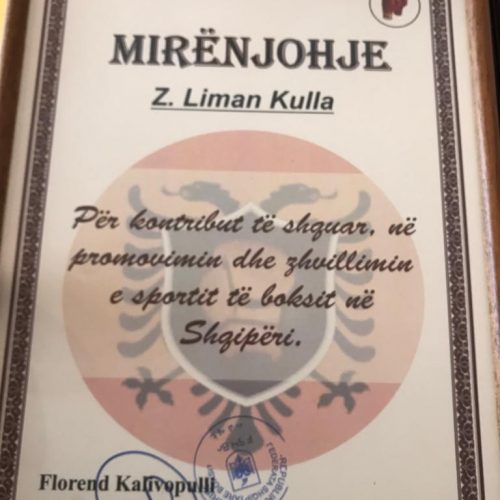 MIRËNJOHJE
Z. Liman Kulla
Për kontribut të shquar, në
promovimin dhe zhvillimin
e sportit të boksit në
Shqipëri.
Florend Kalivopulli